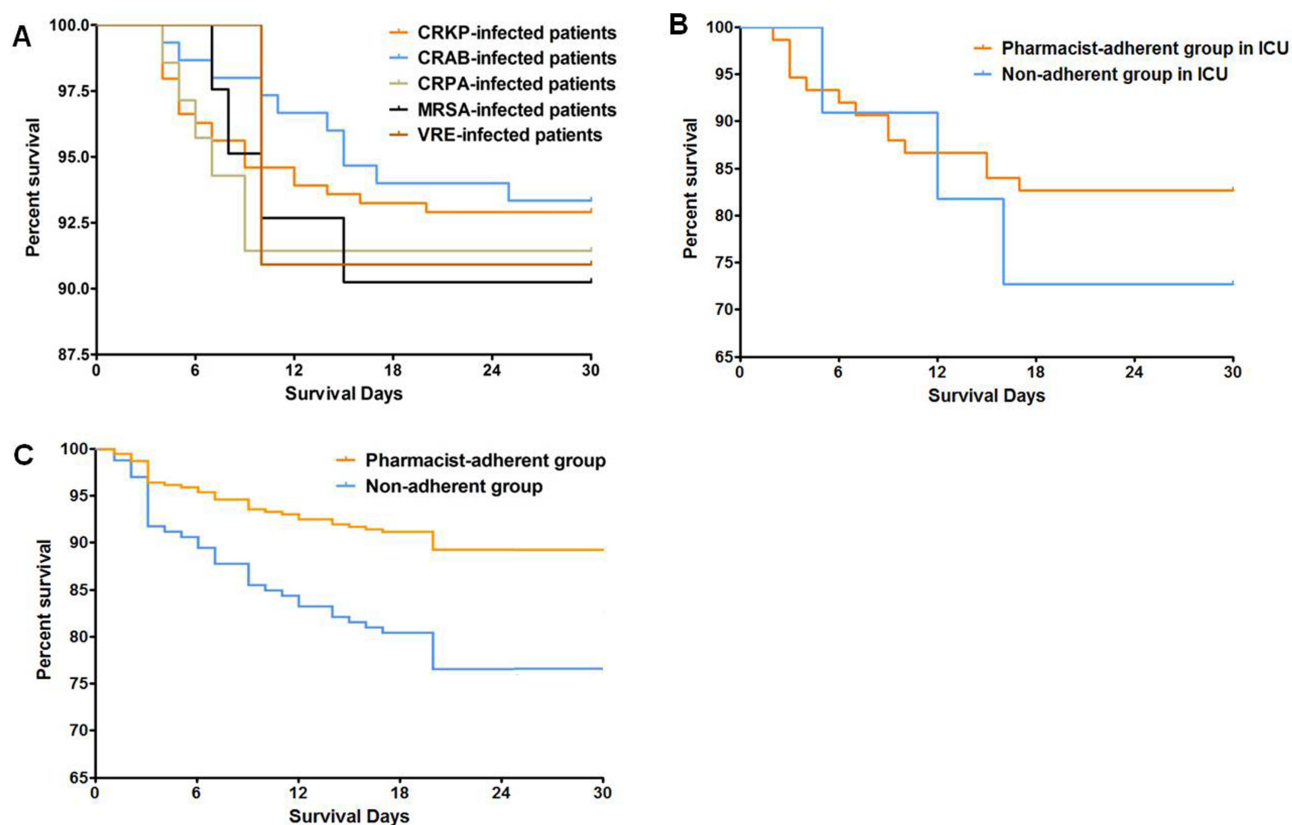 A
CRKP-infected patients
CRAB-infected patients
CRPA-infected patients
MRSA-infected patients
VRE-infected patients
Percent survival
100.0
97.5
95.0
92.5
90.0
87.5
0 6 12 18 24 30
Survival Days
B
Pharmacist-adherent group in ICU
Non-adherent group in ICU
Percent survival
100
95
90
85
80
75
70
65
0 6 12 18 24 30
Survival Days
C
Pharmacist-adherent group
Non-adherent group
Percent survival
100
95
90
85
80
75
70
65
0 6 12 18 24 30
Survival Days